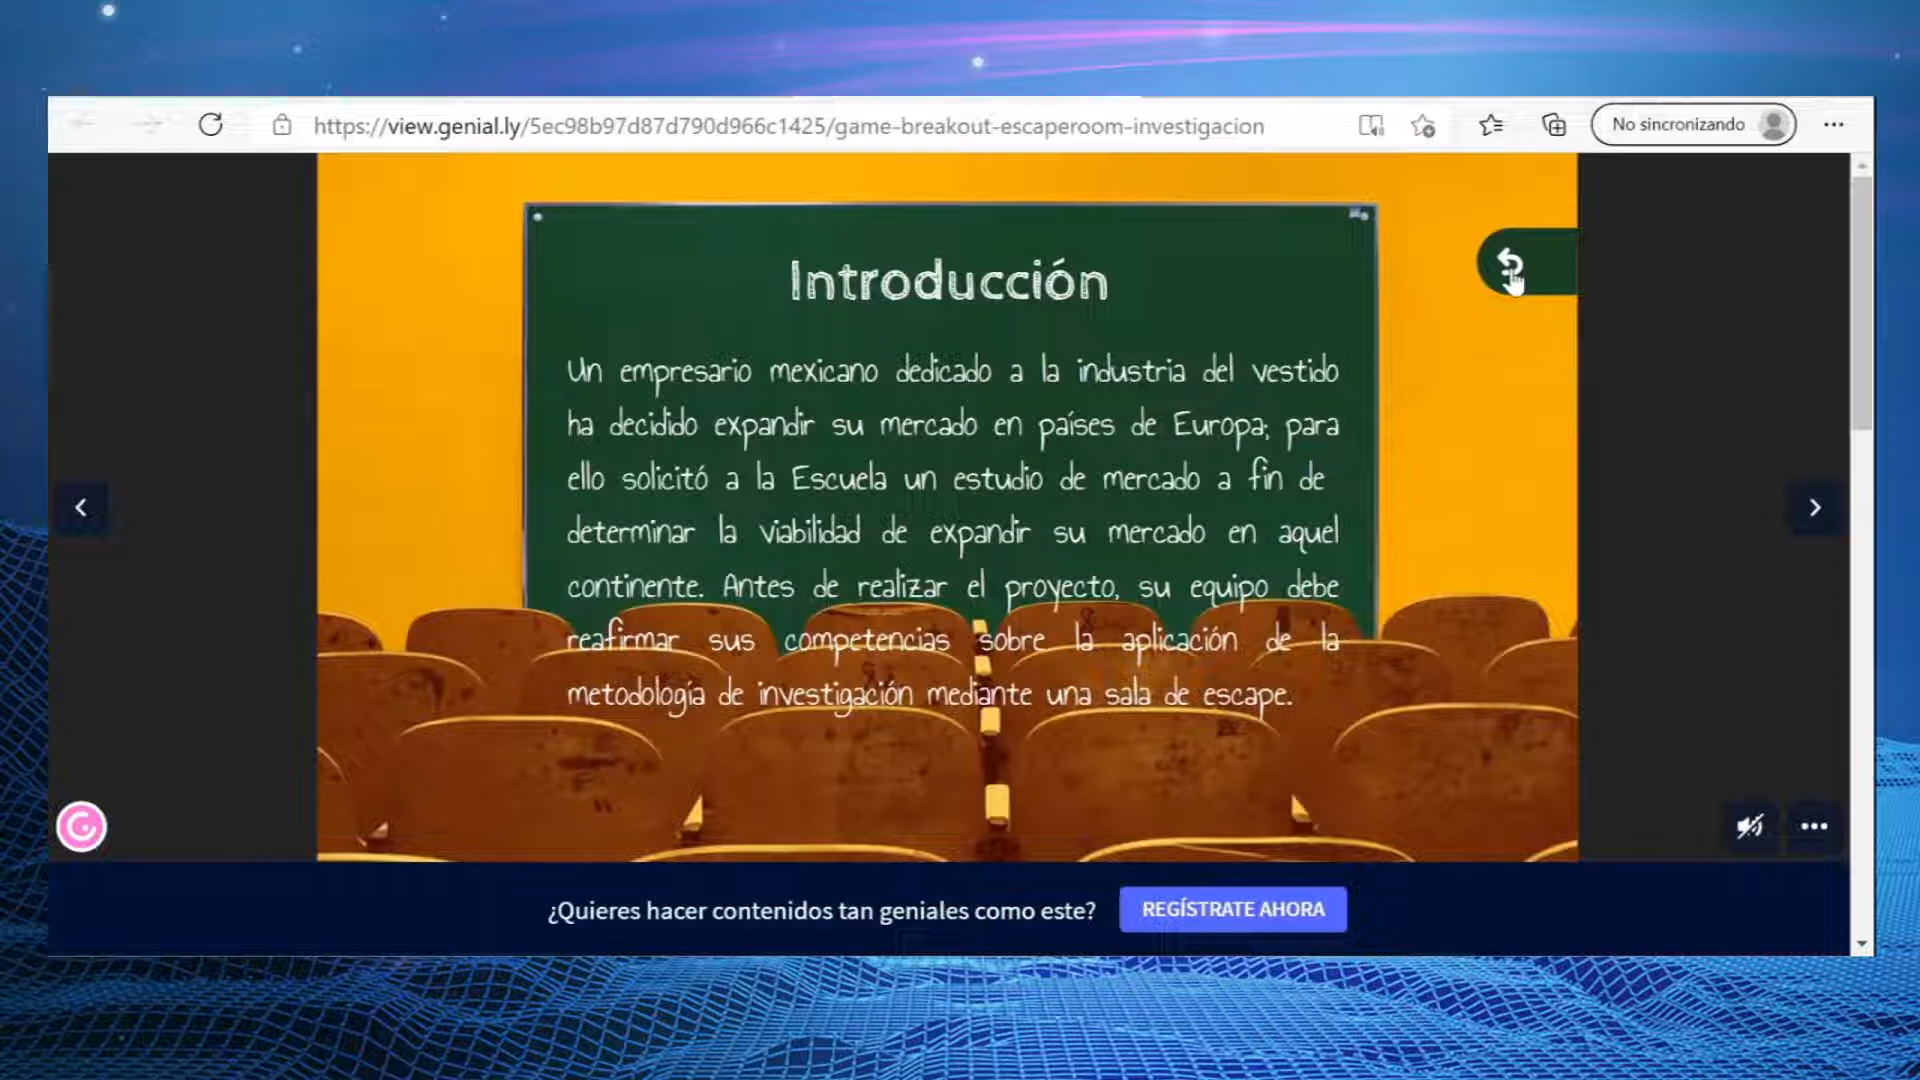 https://view.genial.ly/5ec98b97d87d790d966c1425/game-breakout-escaperoom-investigacion
No sincronizando
Introducción
Un empresario mexicano dedicado a la industria del vestido
ha decidido expandir su mercado en países de Europa; para
ello solicitó a la Escuela un estudio de mercado a fin de
determinar la viabilidad de expandir su mercado en aquel
continente. Antes de realizar el proyecto, su equipo debe
reafirmar sus competencias sobre la aplicación de la
metodología de investigación mediante una sala de escape.
¿Quieres hacer contenidos tan geniales como este?
REGÍSTRATE AHORA